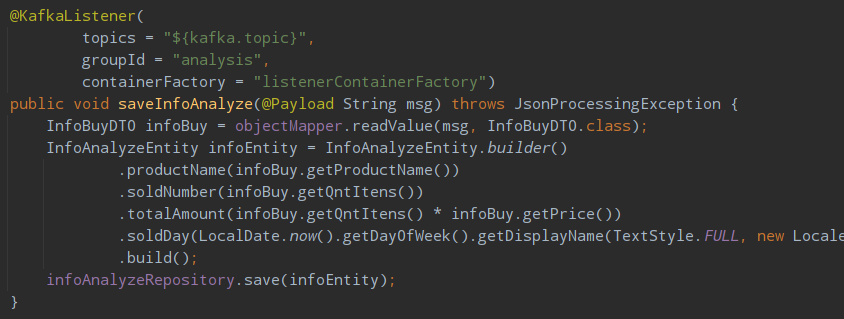 @KafkaListener(
topics = "${kafka.topic}",
groupId = "analysis",
containerFactory = "listenerContainerFactory")
public void saveInfoAnalyze(@Payload String msg) throws JsonProcessingException {
InfoBuyDTO infoBuy = objectMapper.readValue(msg, InfoBuyDTO.class);
InfoAnalyzeEntity infoEntity = InfoAnalyzeEntity.builder()
.productName(infoBuy.getProductName())
.soldNumber(infoBuy.getQntItens())
.totalAmount(infoBuy.getQntItens() * infoBuy.getPrice())
.soldDay(LocalDate.now().getDayOfWeek().getDisplayName(TextStyle.FULL, new Locale
.build();
infoAnalyzeRepository.save(infoEntity);
}